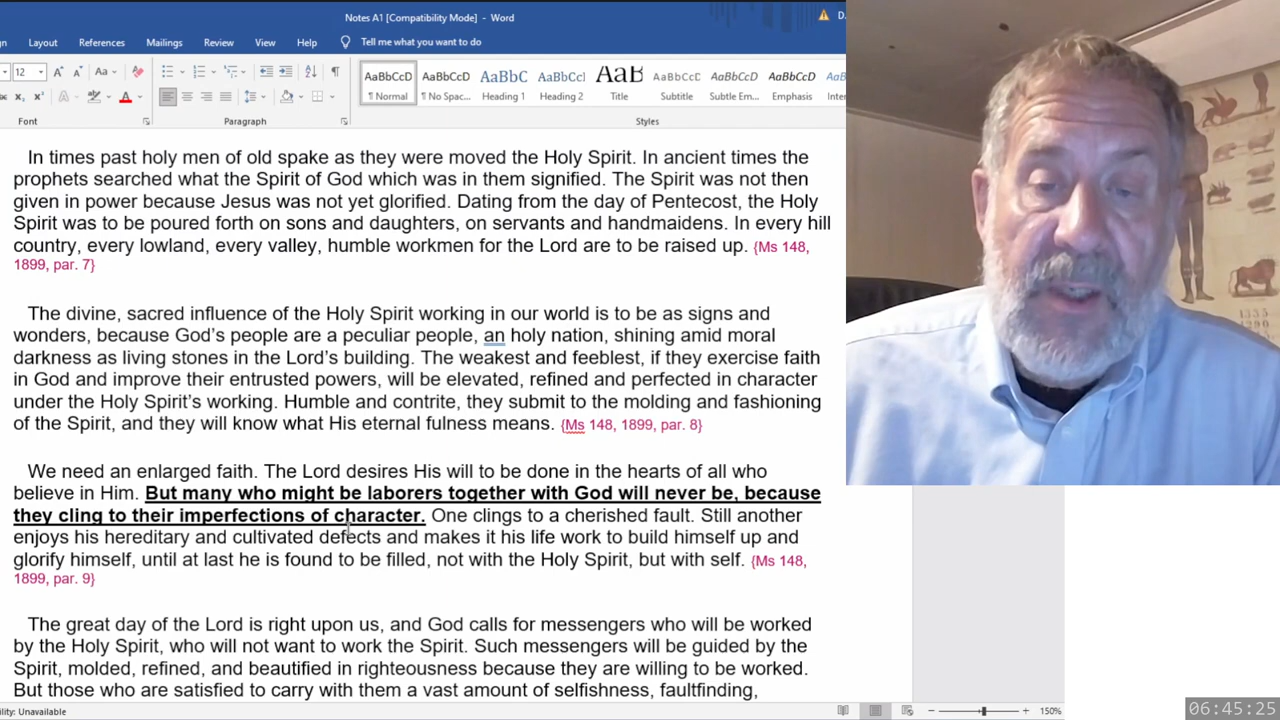 Notes A1 [Compatibility Mode] - Word
D.
gn Layout References Mailings Review View Help Tell me what you want to do
12 Aa
AaBbCcD AaBbCcD AaBbC AaBbCcI AaB AaBbCcD AaBbCcD AaBbCcD AaBb
¶ Normal ¶ No Spac... Heading 1 Heading 2 Title Subtitle Subtle Em... Emphasis Inten
Font Paragraph Styles
In times past holy men of old spake as they were moved the Holy Spirit. In ancient times the
prophets searched what the Spirit of God which was in them signified. The Spirit was not then
given in power because Jesus was not yet glorified. Dating from the day of Pentecost, the Holy
Spirit was to be poured forth on sons and daughters, on servants and handmaidens. In every hill
country, every lowland, every valley, humble workmen for the Lord are to be raised up. {Ms 148,
1899, par. 7}
The divine, sacred influence of the Holy Spirit working in our world is to be as signs and
wonders, because God’s people are a peculiar people, an holy nation, shining amid moral
darkness as living stones in the Lord’s building. The weakest and feeblest, if they exercise faith
in God and improve their entrusted powers, will be elevated, refined and perfected in character
under the Holy Spirit’s working. Humble and contrite, they submit to the molding and fashioning
of the Spirit, and they will know what His eternal fulness means. {Ms 148, 1899, par. 8}
We need an enlarged faith. The Lord desires His will to be done in the hearts of all who
believe in Him. But many who might be laborers together with God will never be, because
they cling to their imperfections of character. One clings to a cherished fault. Still another
enjoys his hereditary and cultivated defects and makes it his life work to build himself up and
glorify himself, until at last he is found to be filled, not with the Holy Spirit, but with self. {Ms 148,
1899, par. 9}
The great day of the Lord is right upon us, and God calls for messengers who will be worked
by the Holy Spirit, who will not want to work the Spirit. Such messengers will be guided by the
Spirit, molded, refined, and beautified in righteousness because they are willing to be worked.
But those who are satisfied to carry with them a vast amount of selfishness, faultfinding,
ility: Unavailable
150%
06:45:25